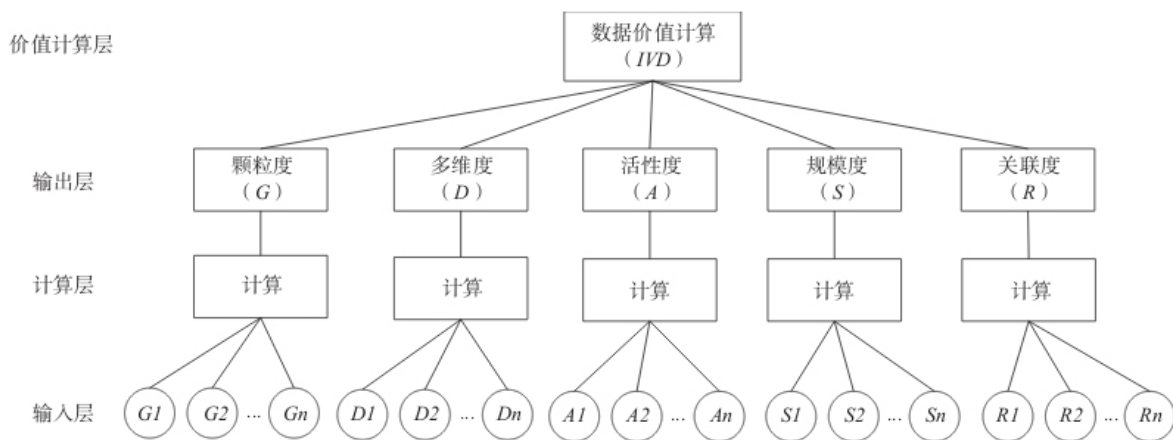 价值计算层
数据价值计算
（IVD）
输出层
颗粒度
（G）
多维度
（D）
活性度
（A）
规模度
（S）
关联度
（R）
计算层
计算
计算
计算
计算
计算
输入层
G1 G2 ... Gn D1 D2 ... Dn A1 A2 ... An S1 S2 ... Sn R1 R2 ... Rn